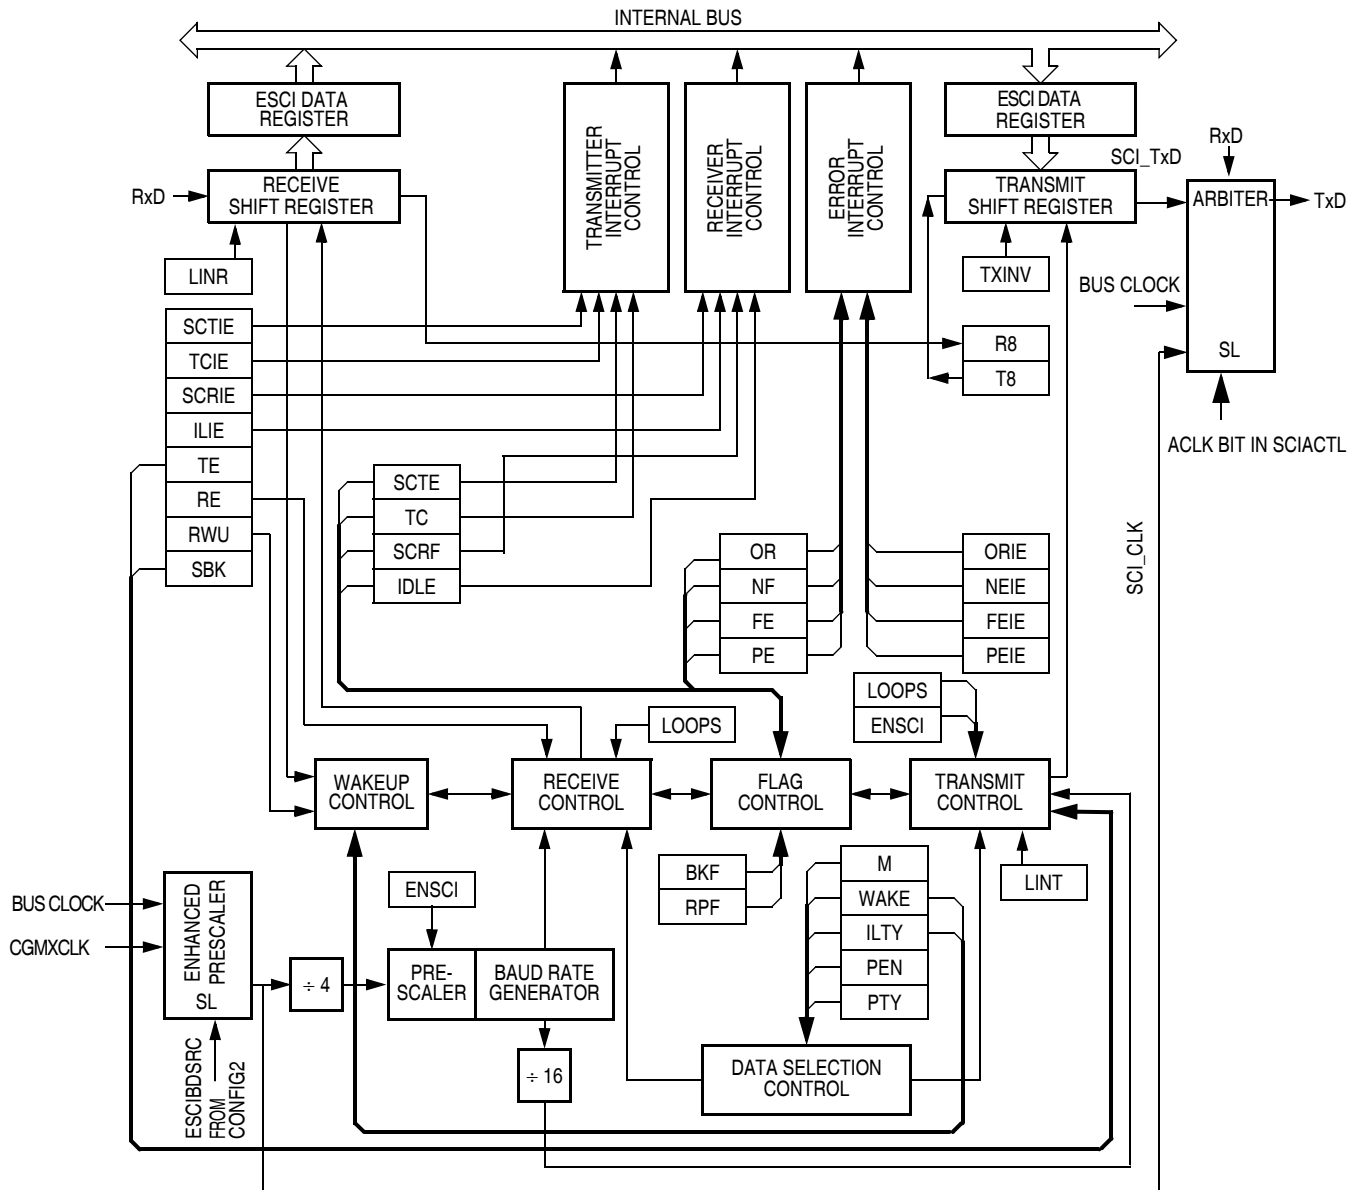 INTERNAL BUS
ESCI DATA
REGISTER
ESCI DATA
REGISTER
TRANSMITTER
INTERRUPT
CONTROL
RECEIVER
INTERRUPT
CONTROL
ERROR
INTERRUPT
CONTROL
RxD
RECEIVE
SHIFT REGISTER
TRANSMIT
SHIFT REGISTER
SCI_TxD
RxD
ARBITER
TxD
LINR
TXINV
BUS CLOCK
SL
ACLK BIT IN SCIACTL
SCTIE
TCIE
SCRIE
ILIE
TE
RE
RWU
SBK
R8
T8
SCTE
TC
SCRF
IDLE
OR
NF
FE
PE
ORIE
NEIE
FEIE
PEIE
SCI_CLK
LOOPS
ENSCI
LOOPS
WAKEUP
CONTROL
RECEIVE
CONTROL
FLAG
CONTROL
TRANSMIT
CONTROL
BKF
RPF
M
WAKE
ILTY
PEN
PTY
LINT
BUS CLOCK
CGMXCLK
ENHANCED
PRESCALER
SL
÷ 4
ENSCI
PRE-
SCALER
BAUD RATE
GENERATOR
÷ 16
DATA SELECTION
CONTROL
ESCIBDSRC
FROM
CONFIG2